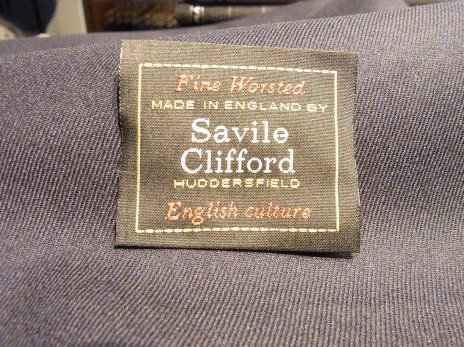 Fine Worsted
MADE IN ENGLAND BY
Savile
Clifford
HUDDERSFIELD
English culture